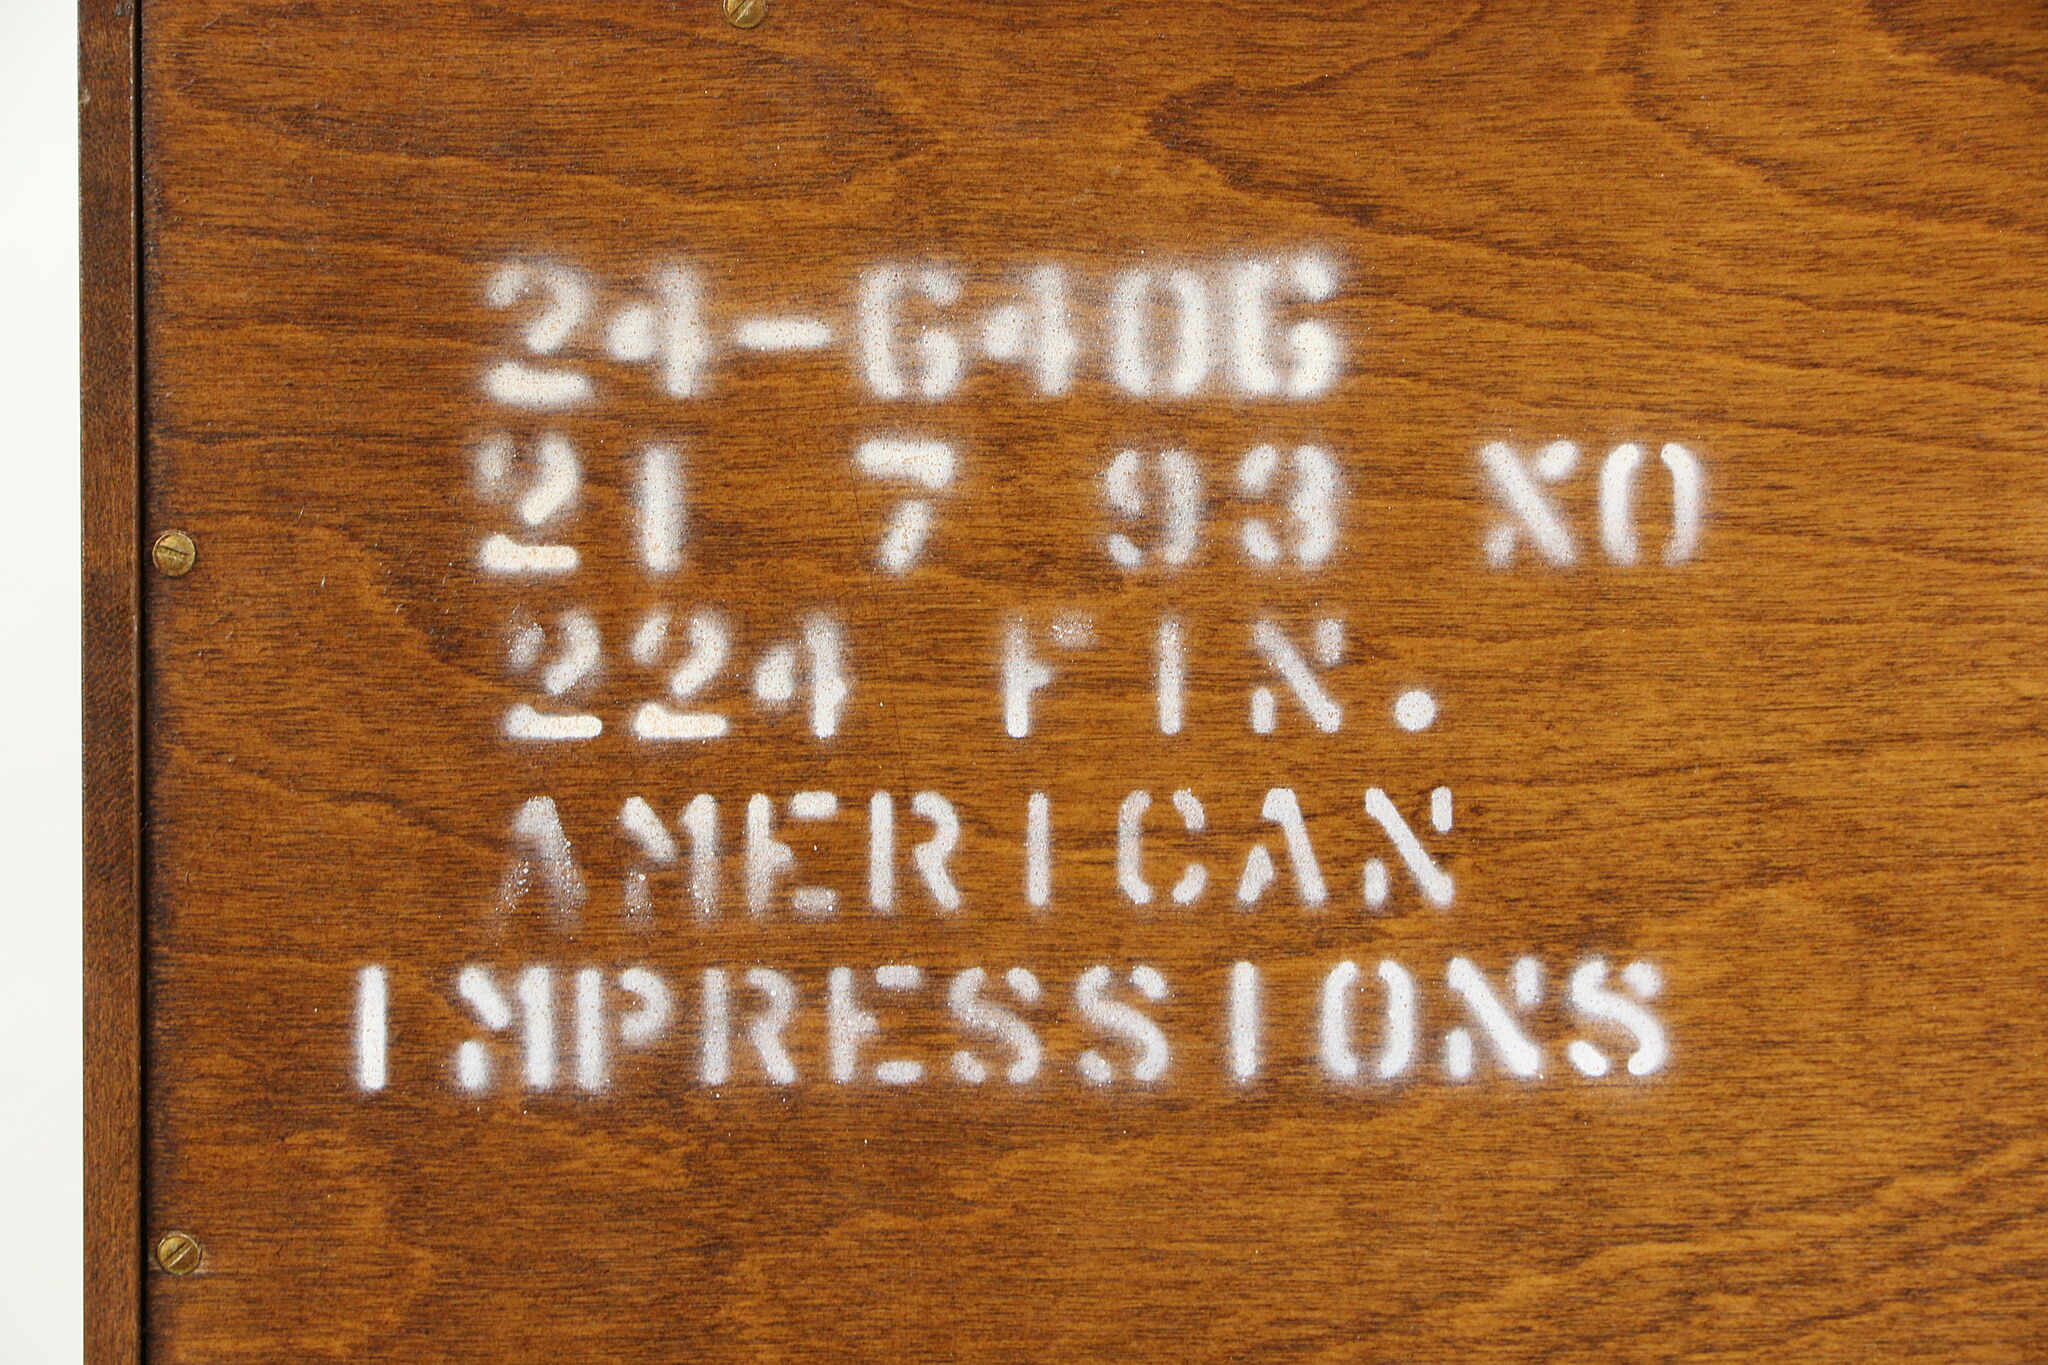 24-6406
21 7 93 XO
224 FIN.
AMERICAN
IMPRESSIONS